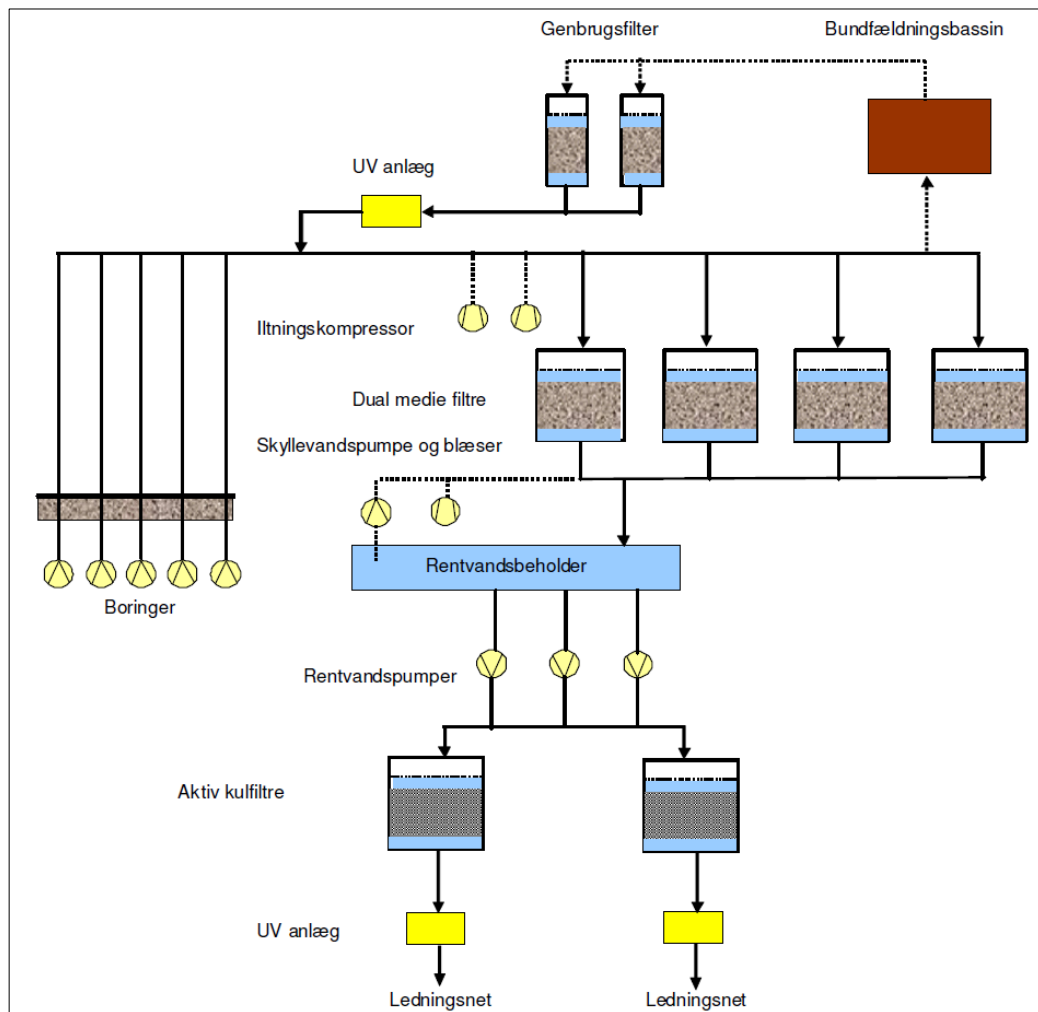 Genbrugsfilter
Bundfældningsbassin
UV anlæg
Iltningskompressor
Dual medie filtre
Skyllevandspumpe og blæser
Rentvandsbeholder
Boringer
Rentvandspumper
Aktiv kulfiltre
UV anlæg
Ledningsnet
Ledningsnet